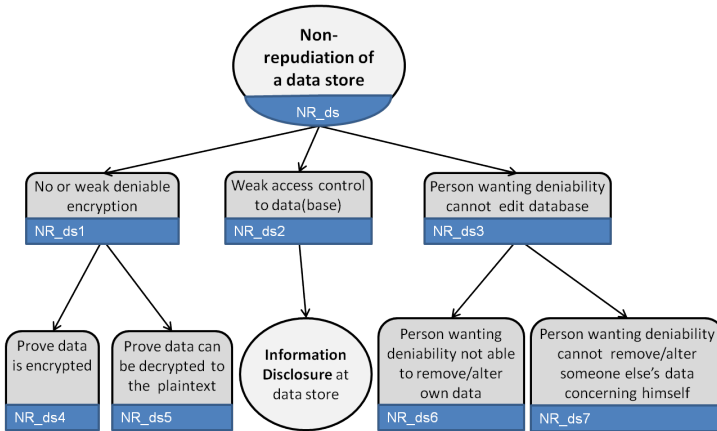 Non-
repudiation of
a data store
NR_ds
No or weak deniable
encryption
NR_ds1
Weak access control
to data(base)
NR_ds2
Person wanting deniability
cannot edit database
NR_ds3
Prove data
is encrypted
NR_ds4
Prove data can
be decrypted to
the plaintext
NR_ds5
Information
Disclosure at
data store
Person wanting
deniability not able
to remove/alter
own data
NR_ds6
Person wanting deniability
cannot remove/alter
someone else's data
concerning himself
NR_ds7